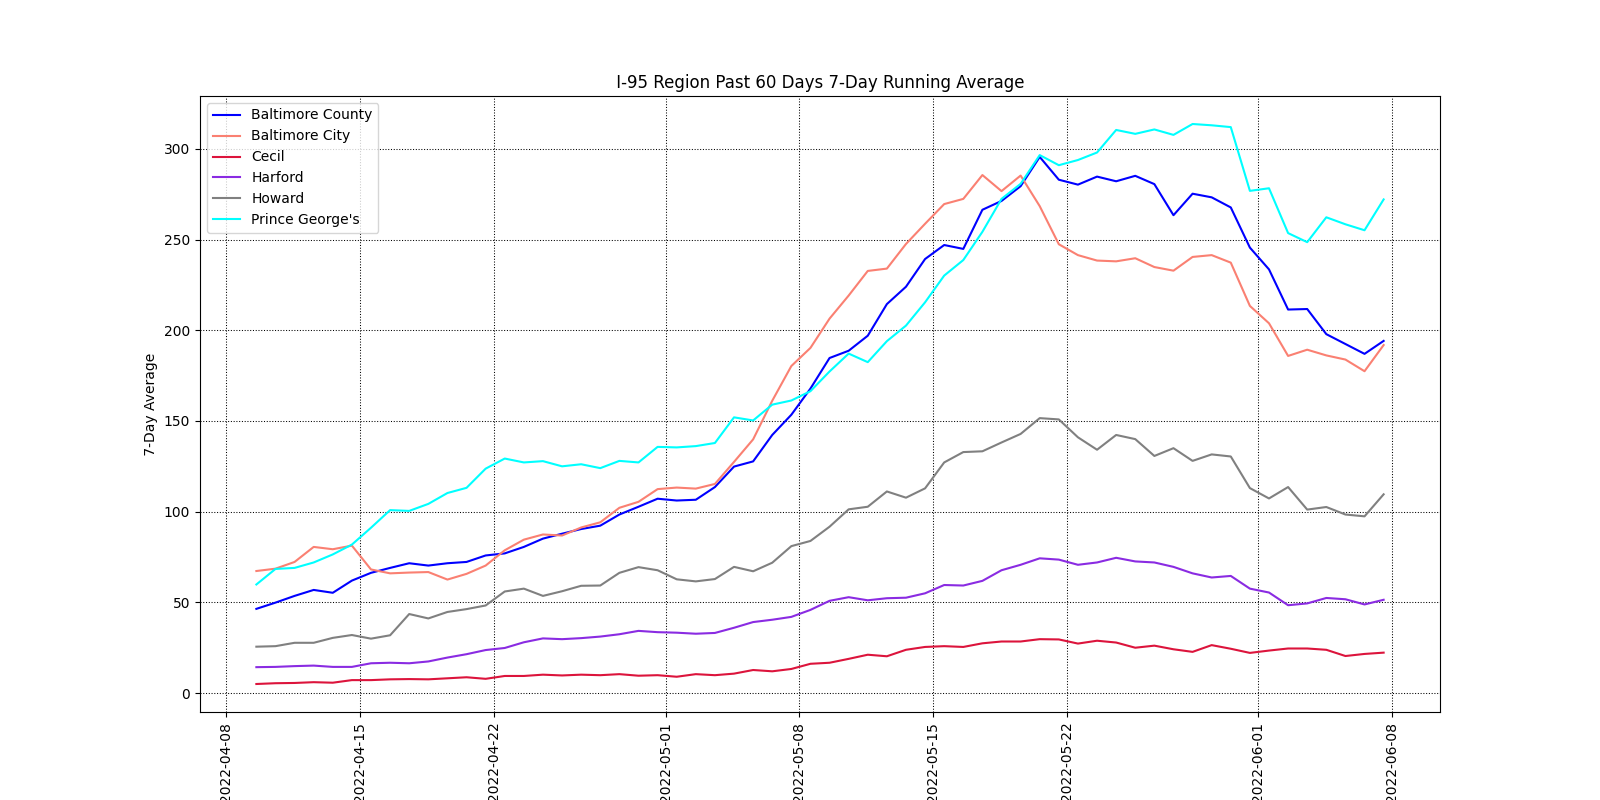 I-95 Region Past 60 Days 7-Day Running Average
Baltimore County
Baltimore City
Cecil
Harford
Howard
Prince George's
7-Day Average
300
250
200
150
100
50
0
2022-04-08
2022-04-15
2022-04-22
2022-05-01
2022-05-08
2022-05-15
2022-05-22
2022-06-01
2022-06-08